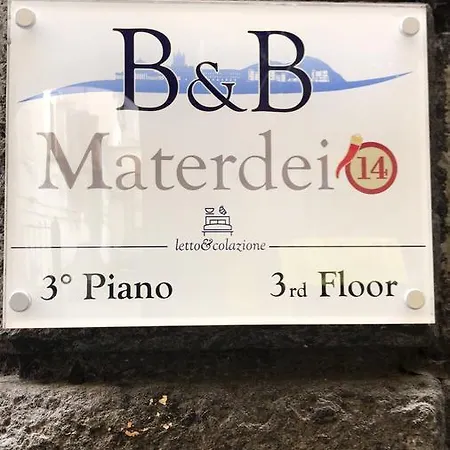 B&B
Materdei 14
letto&colazione
3° Piano 3rd Floor